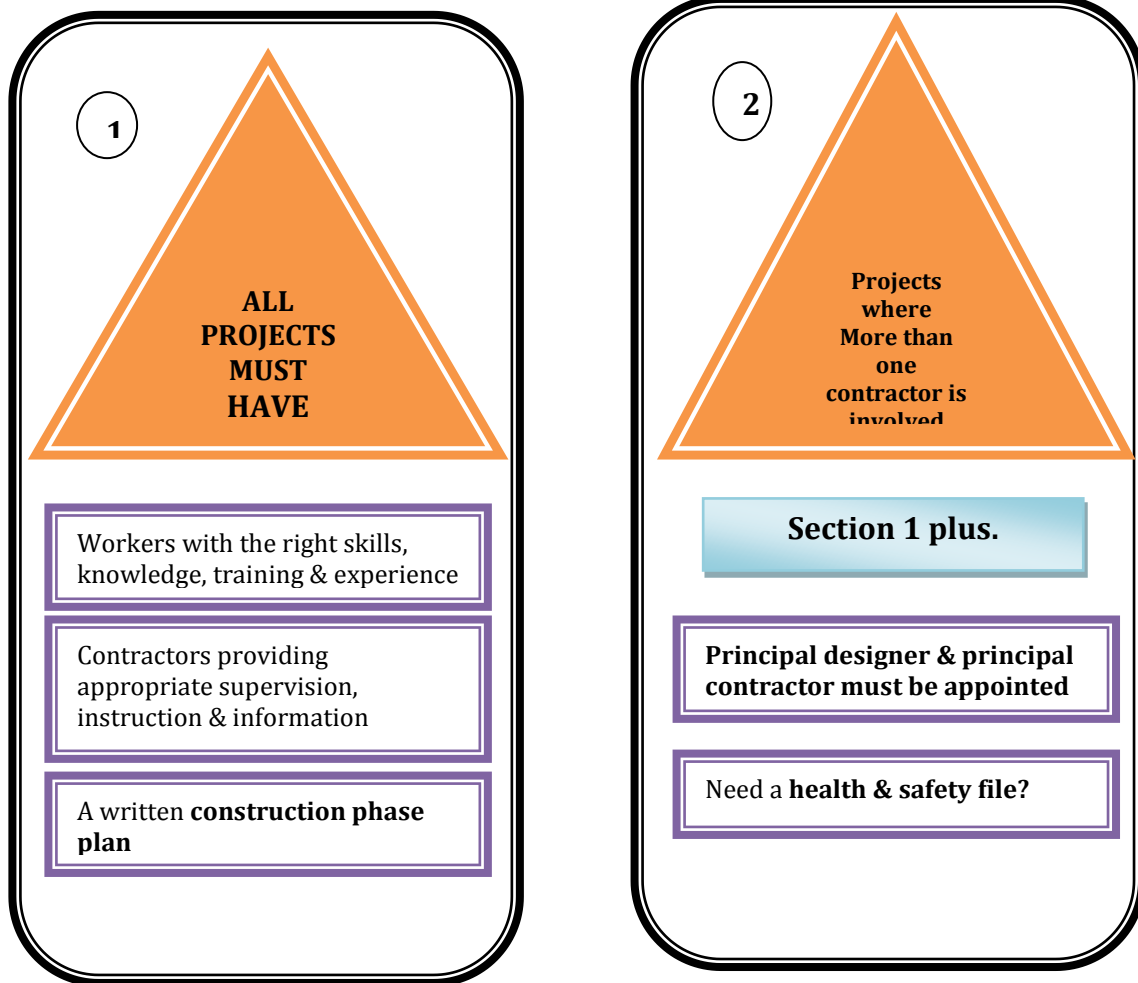 1
ALL
PROJECTS
MUST
HAVE
Workers with the right skills,
knowledge, training & experience
Contractors providing
appropriate supervision,
instruction & information
A written construction phase
plan
2
Projects
where
More than
one
contractor is
involved
Section 1 plus.
Principal designer & principal
contractor must be appointed
Need a health & safety file?